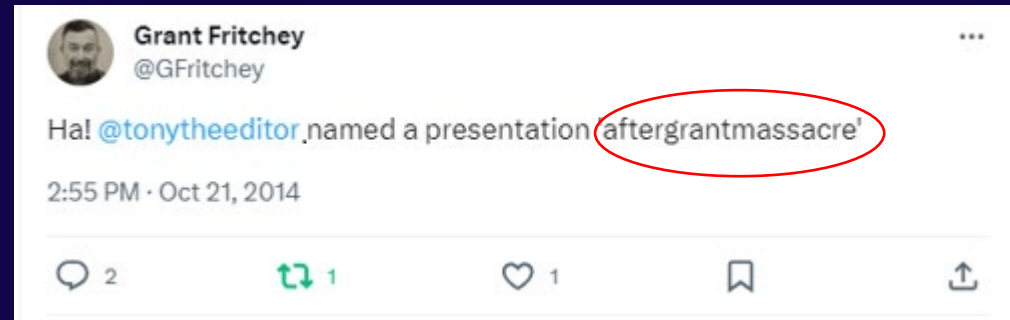 Grant Fritchey
@GFritchey
Ha! @tonytheeditor named a presentation 'aftergrantmassacre'
2:55 PM · Oct 21, 2014
2 1 1